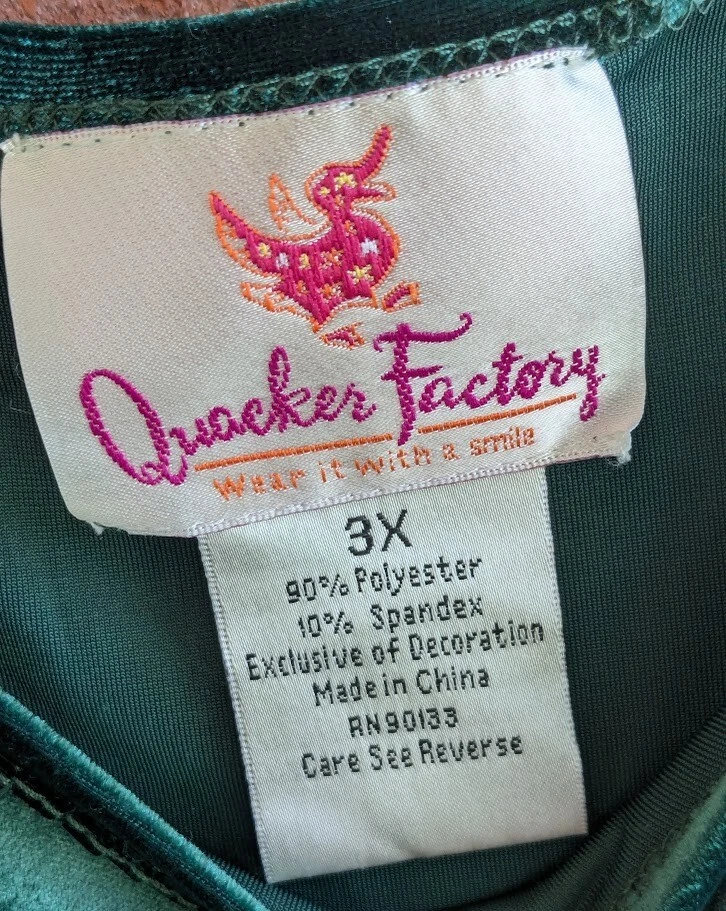 Quacker Factory
Wear it with a smile
3X
90% Polyester
10% Spandex
Exclusive of Decoration
Made in China
RN90133
Care See Reverse